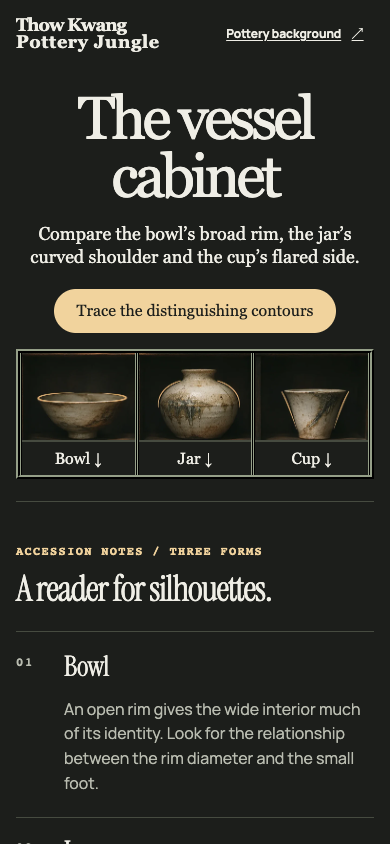 Thow Kwang
Pottery Jungle
Pottery background ↗
The vessel
cabinet
Compare the bowl’s broad rim, the jar’s
curved shoulder and the cup’s flared side.
Trace the distinguishing contours
Bowl ↓
Jar ↓
Cup ↓
ACCESSION NOTES / THREE FORMS
A reader for silhouettes.
01
Bowl
An open rim gives the wide interior much
of its identity. Look for the relationship
between the rim diameter and the small
foot.